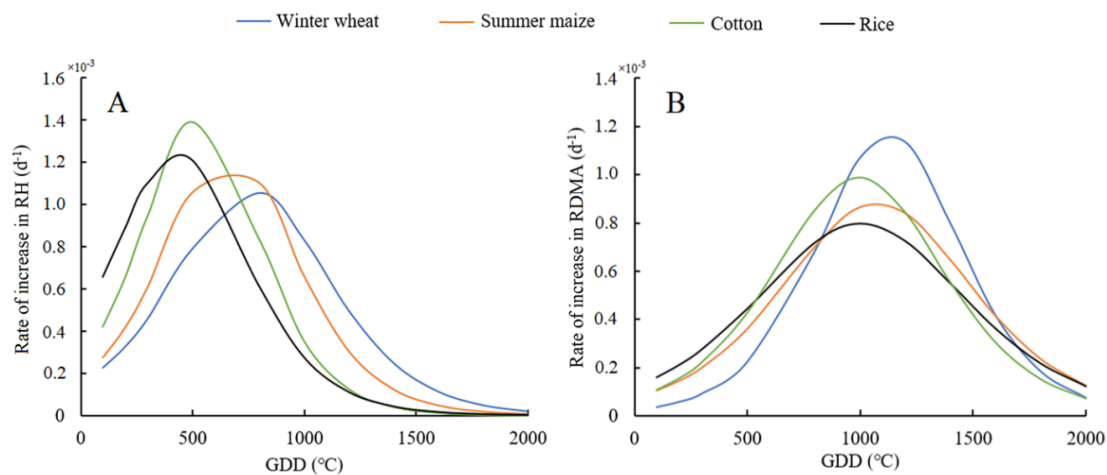 Winter wheat Summer maize Cotton Rice
×10⁻³
1.6
1.4
1.2
1.0
0.8
0.6
0.4
0.2
0
A
Rate of increase in RH (d⁻¹)
0 500 1000 1500 2000
GDD (℃)
×10⁻³
1.4
1.2
1.0
0.8
0.6
0.4
0.2
0
B
Rate of increase in RDMA (d⁻¹)
0 500 1000 1500 2000
GDD (℃)